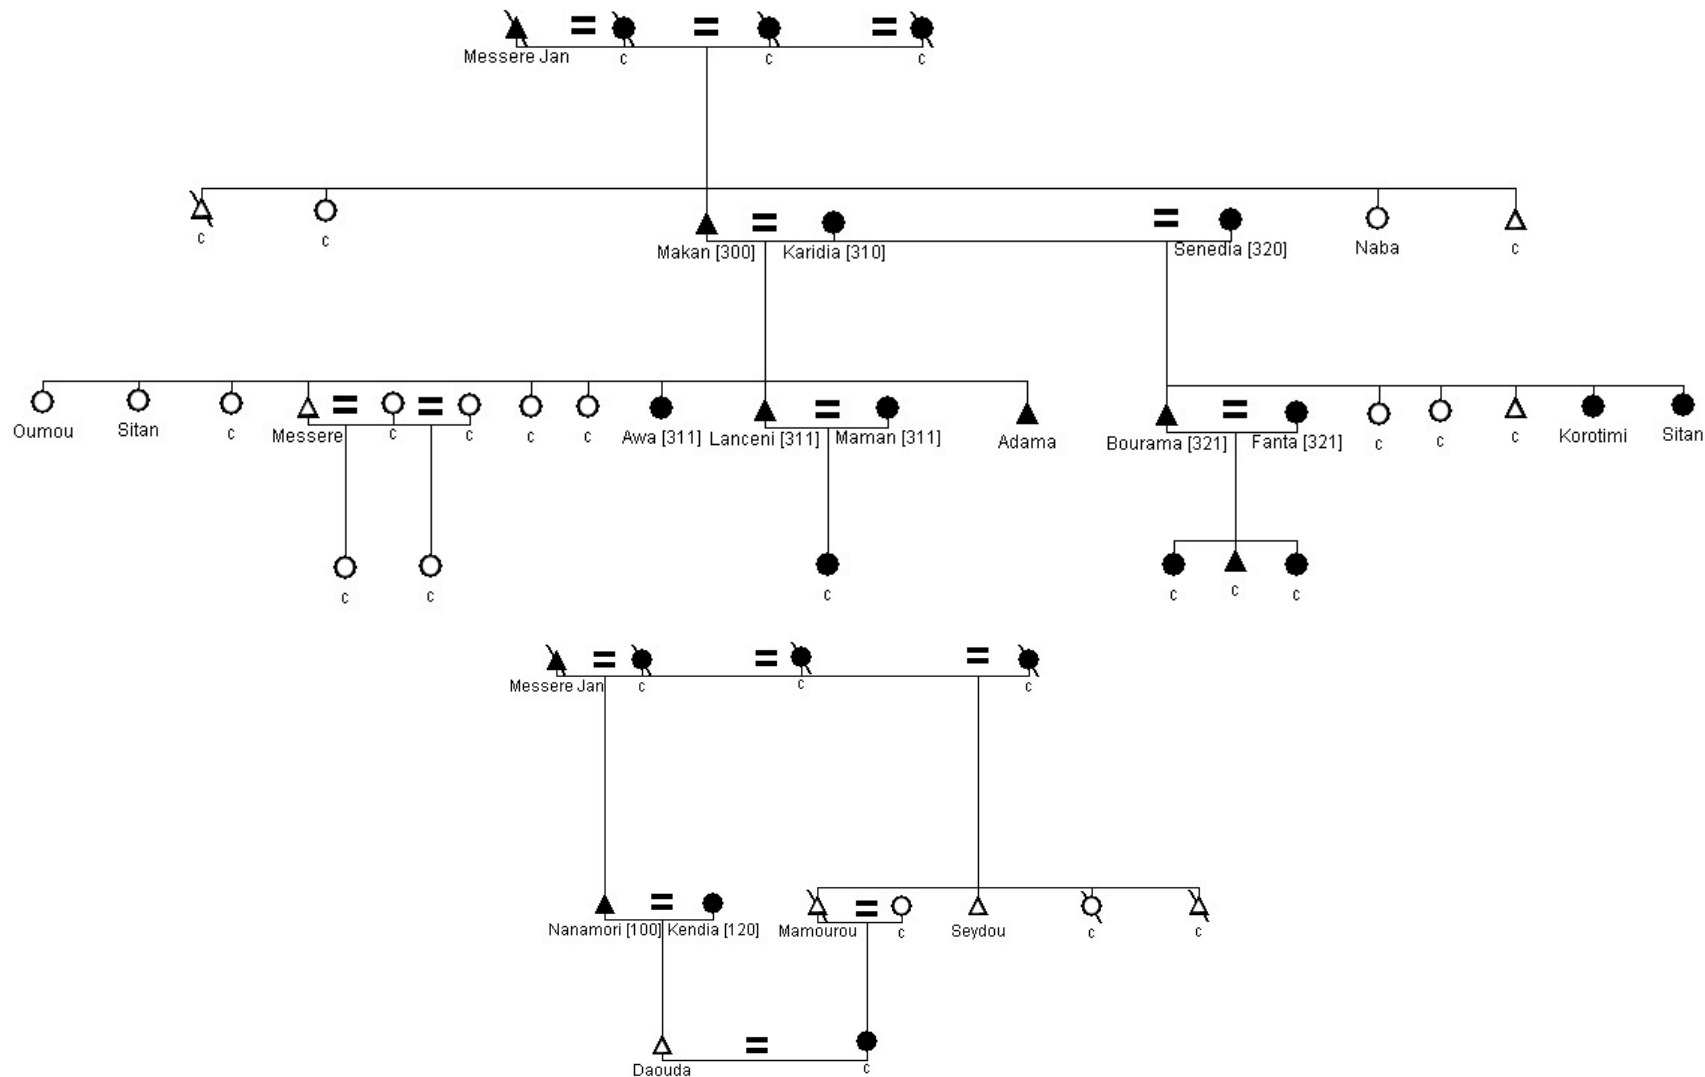 Messere Jan c c c
c c Makan [300] Karidia [310] Senedia [320] Naba c
Oumou Sitan c Messere c c c c Awa [311] Lanceni [311] Maman [311] Adama Bourama [321] Fanta [321] c c c Korotimi Sitan
c c c c c c
Messere Jan c c c
Nanamori [100] Kendia [120] Mamourou c Seydou c c
Daouda c